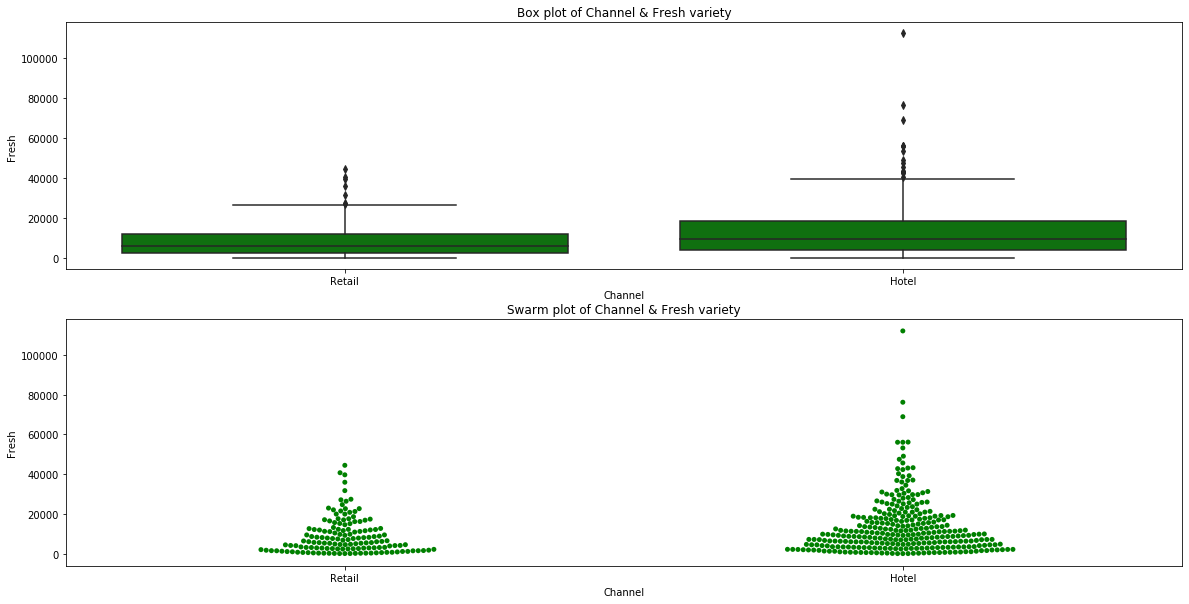 Box plot of Channel & Fresh variety
100000
80000
60000
40000
20000
0
Fresh
Retail
Hotel
Channel
Swarm plot of Channel & Fresh variety
100000
80000
60000
40000
20000
0
Fresh
Retail
Hotel
Channel